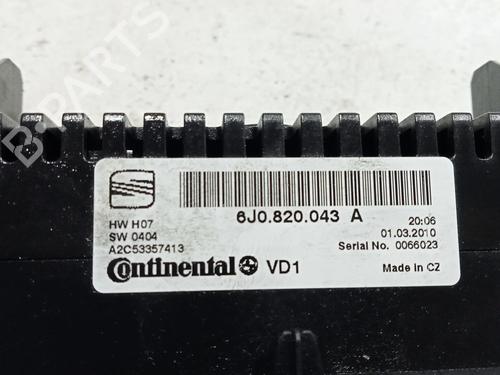 B-PARTS
6J0.820.043 A
HW H07
SW 0404
A2C53357413
20:06
01.03.2010
Serial No. 0066023
Continental VD1
Made in CZ